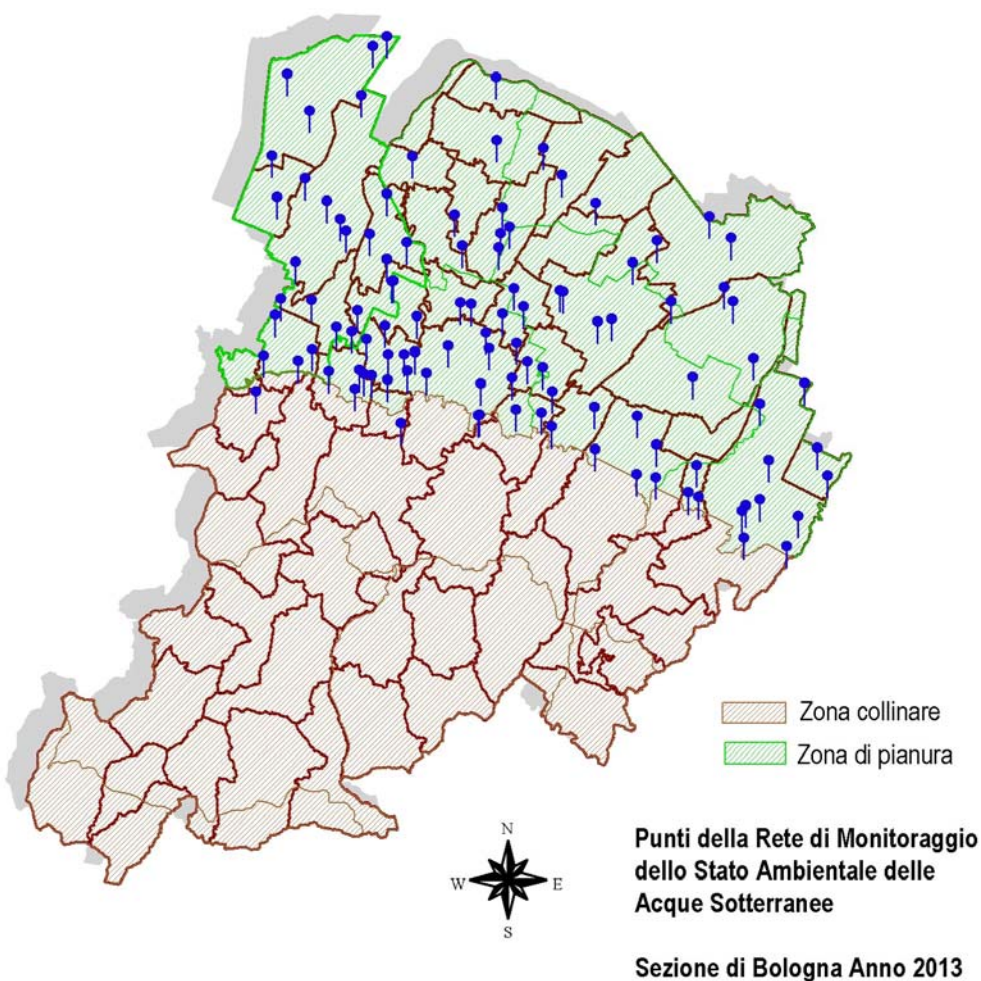 Zona collinare
Zona di pianura
N
W E
S
Punti della Rete di Monitoraggio
dello Stato Ambientale delle
Acque Sotterranee
Sezione di Bologna Anno 2013